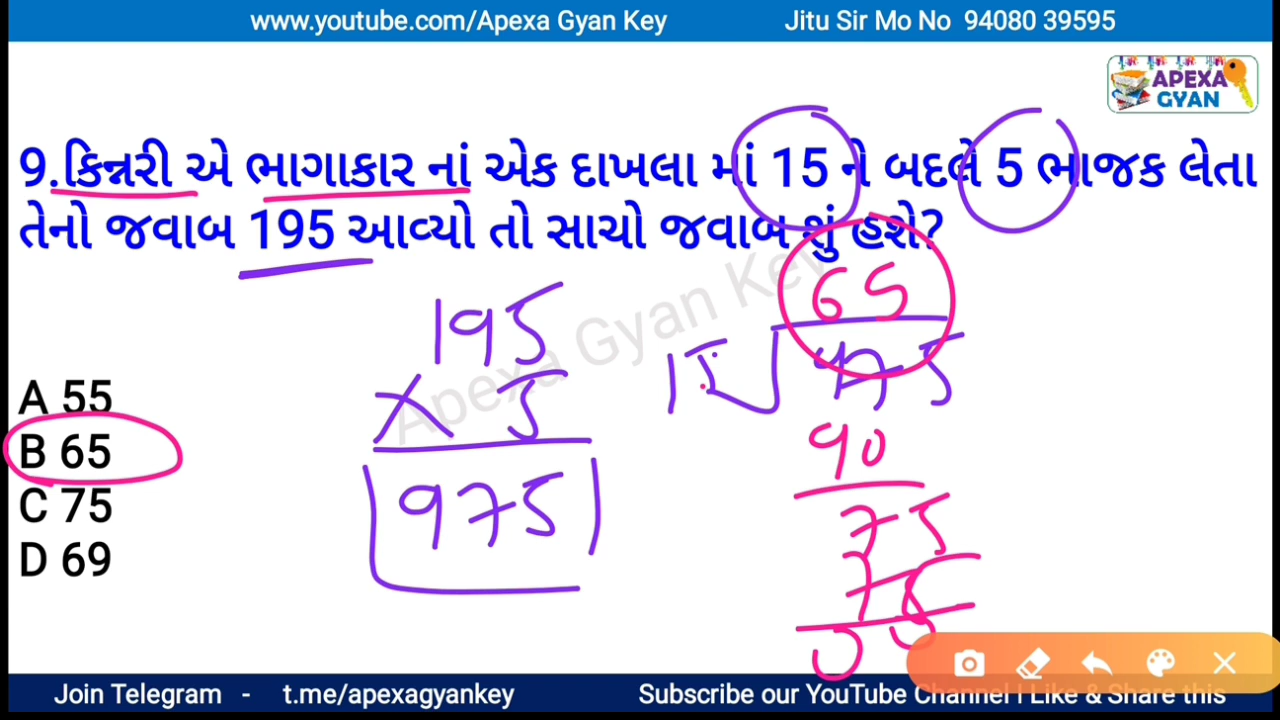 www.youtube.com/Apexa Gyan Key Jitu Sir Mo No 94080 39595
APEXA
GYAN
9.કિન્નરી એ ભાગાકાર નાં એક દાખલા માં 15 ને બદલે 5 ભાજક લેતા
તેનો જવાબ 195 આવ્યો તો સાચો જવાબ શું હશે?
Apexa Gyan Key
A 55
B 65
C 75
D 69
195
× 5
975
65
15 975
90
75
75
Join Telegram - t.me/apexagyankey Subscribe our YouTube Channel | Like & Share this